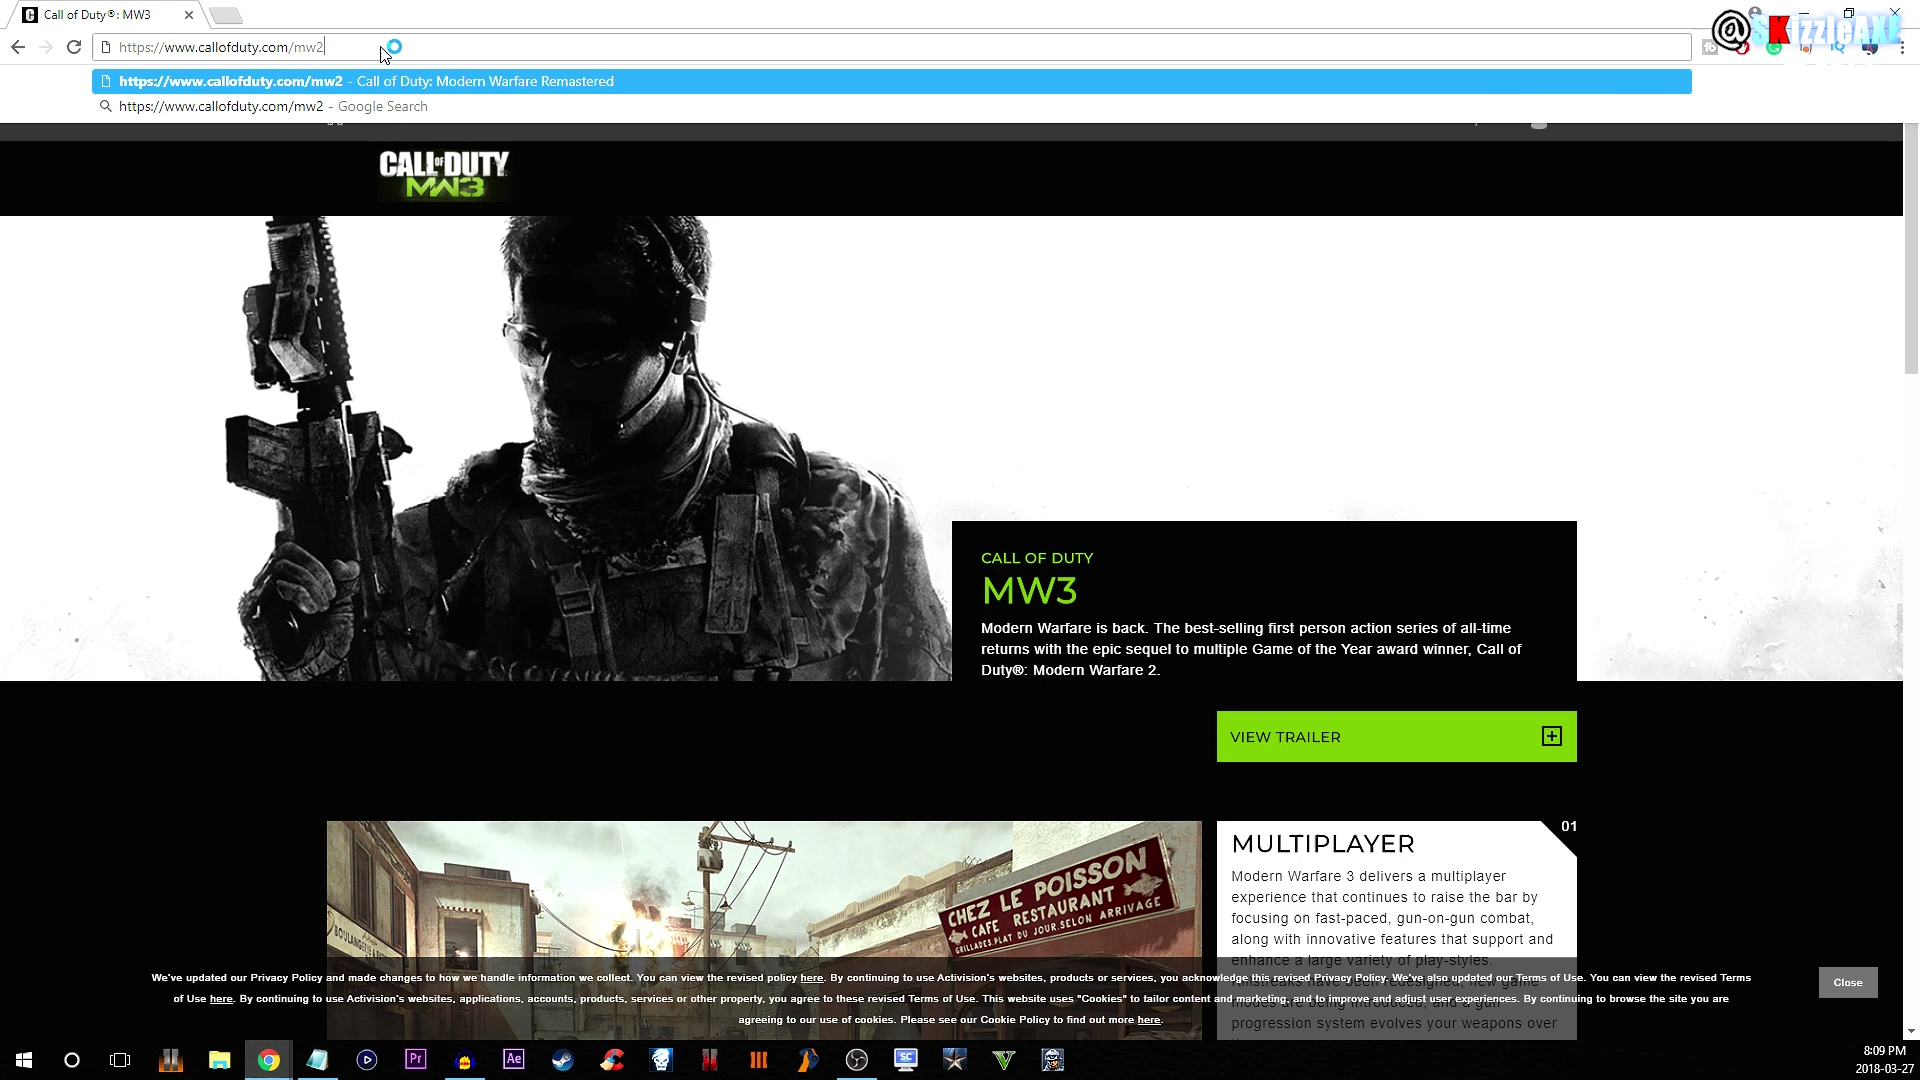 Call of Duty®: MW3
@SKizzleAXE
https://www.callofduty.com/mw2
https://www.callofduty.com/mw2 - Call of Duty: Modern Warfare Remastered
https://www.callofduty.com/mw2 - Google Search
CALL OF DUTY
MW3
CALL OF DUTY
MW3
Modern Warfare is back. The best-selling first person action series of all-time
returns with the epic sequel to multiple Game of the Year award winner, Call of
Duty®: Modern Warfare 2.
VIEW TRAILER
01
MULTIPLAYER
Modern Warfare 3 delivers a multiplayer
experience that continues to raise the bar by
focusing on fast-paced, gun-on-gun combat,
along with innovative features that support and
enhance a large variety of play-styles.
progression system evolves your weapons over
CHEZ LE POISSON
CAFE RESTAURANT
GRILLADES.PLAT DU JOUR.SELON ARRIVAGE
We've updated our Privacy Policy and made changes to how we handle information we collect. You can view the revised policy here. By continuing to use Activision's websites, products or services, you acknowledge this revised Privacy Policy. We've also updated our Terms of Use. You can view the revised Terms
of Use here. By continuing to use Activision's websites, applications, accounts, products, services or other property, you agree to these revised Terms of Use. This website uses "Cookies" to tailor content and marketing, and to improve and adjust user experiences. By continuing to browse the site you are
agreeing to our use of cookies. Please see our Cookie Policy to find out more here.
Close
Pr
Ae
SC
8:09 PM
2018-03-27